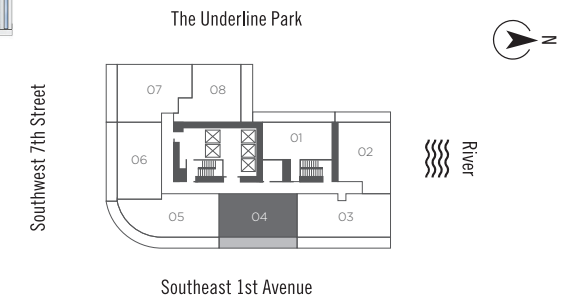 The Underline Park
N
Southwest 7th Street
07
08
01
02
06
05
04
03
River
Southeast 1st Avenue